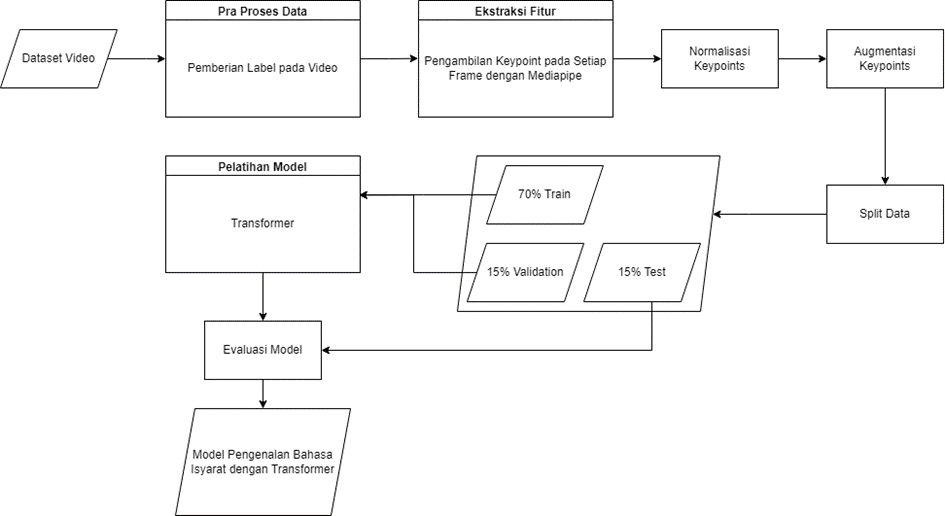 Dataset Video
Pra Proses Data
Pemberian Label pada Video
Ekstraksi Fitur
Pengambilan Keypoint pada Setiap
Frame dengan Mediapipe
Normalisasi
Keypoints
Augmentasi
Keypoints
Split Data
70% Train
15% Validation
15% Test
Pelatihan Model
Transformer
Evaluasi Model
Model Pengenalan Bahasa
Isyarat dengan Transformer